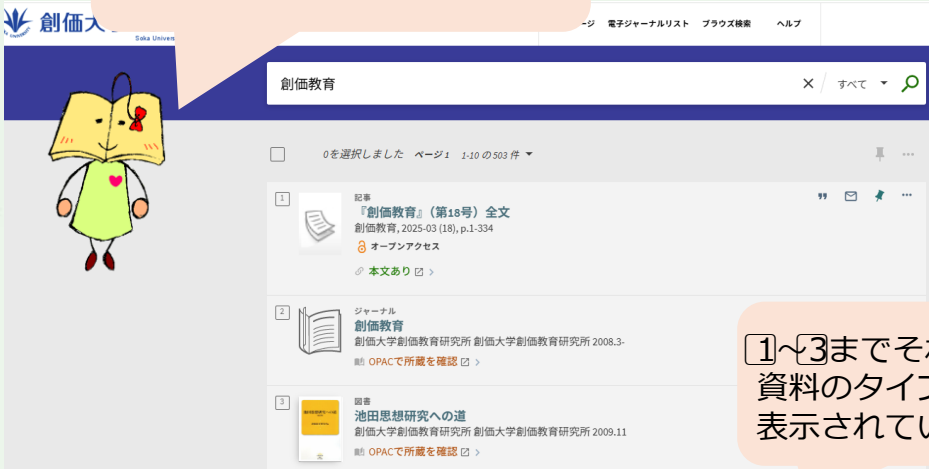 創価大
Soka Univer
ージ 電子ジャーナルリスト ブラウズ検索 ヘルプ
創価教育
すべて
0を選択しました ページ 1 1-10 の 503 件
1
記事
『創価教育』（第18号）全文
創価教育, 2025-03 (18), p.1-334
オープンアクセス
本文あり
2
ジャーナル
創価教育
創価大学創価教育研究所 創価大学創価教育研究所 2008.3-
OPACで所蔵を確認
3
図書
池田思想研究への道
創価大学創価教育研究所 創価大学創価教育研究所 2009.11
OPACで所蔵を確認
1~3までそれ
資料のタイプ
表示されてい